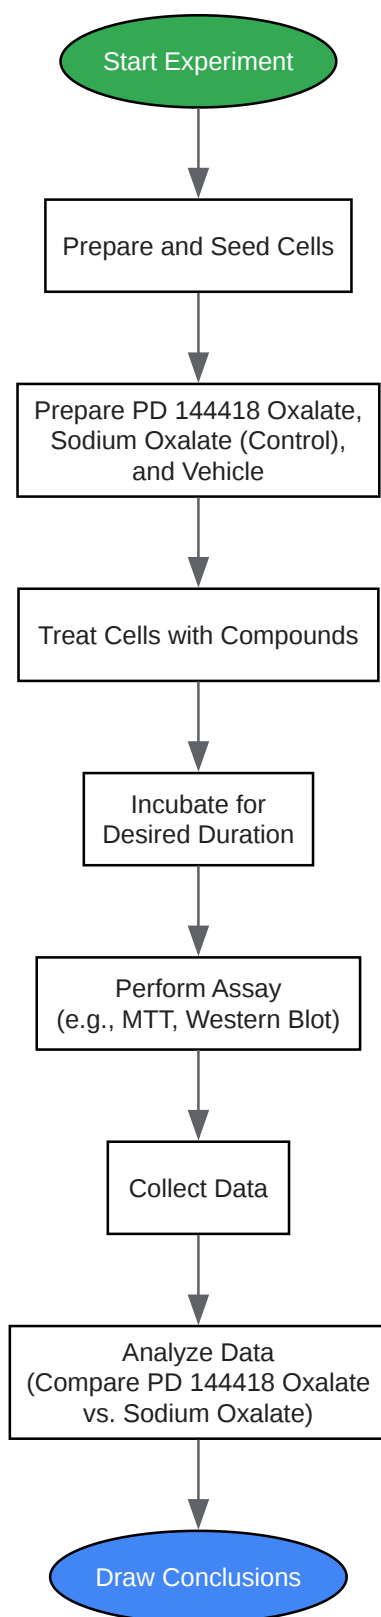 Start Experiment
Prepare and Seed Cells
Prepare PD 144418 Oxalate,
Sodium Oxalate (Control),
and Vehicle
Treat Cells with Compounds
Incubate for
Desired Duration
Perform Assay
(e.g., MTT, Western Blot)
Collect Data
Analyze Data
(Compare PD 144418 Oxalate
vs. Sodium Oxalate)
Draw Conclusions